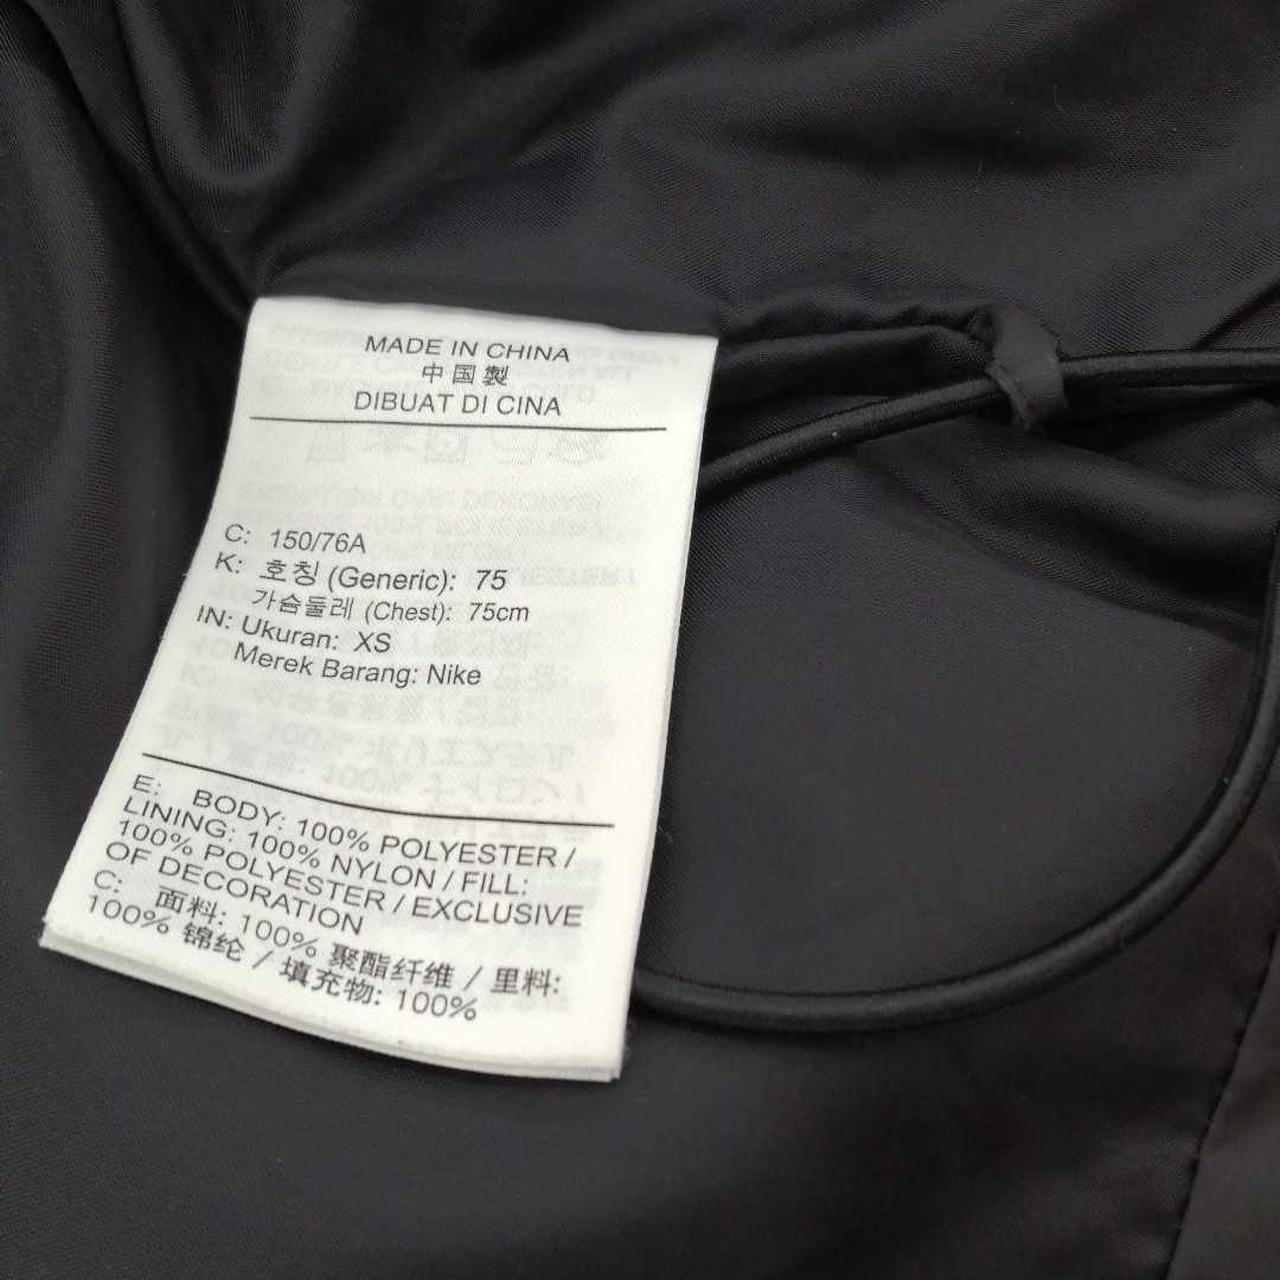 MADE IN CHINA
中国製
DIBUAT DI CINA
C: 150/76A
K: 호칭 (Generic): 75
가슴둘레 (Chest): 75cm
IN: Ukuran: XS
Merek Barang: Nike
E: BODY: 100% POLYESTER /
LINING: 100% NYLON / FILL:
100% POLYESTER / EXCLUSIVE
OF DECORATION
C: 面料: 100% 聚酯纤维 / 里料:
100% 锦纶 / 填充物: 100%